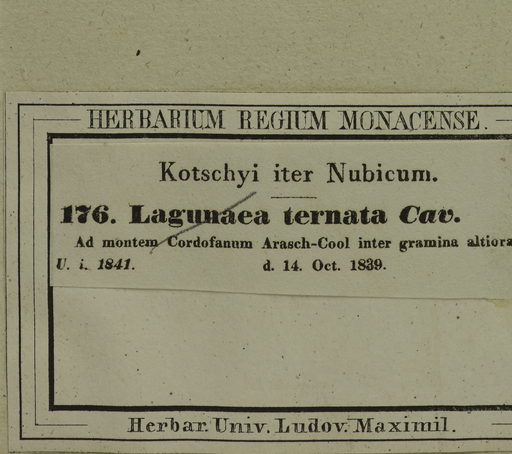 HERBARIUM REGIUM MONACENSE.
Kotschyi iter Nubicum.
176. Lagunaea ternata Cav.
Ad montem Cordofanum Arasch-Cool inter gramina altiora
U. i. 1841. d. 14. Oct. 1839.
Herbar. Univ. Ludov. Maximil.